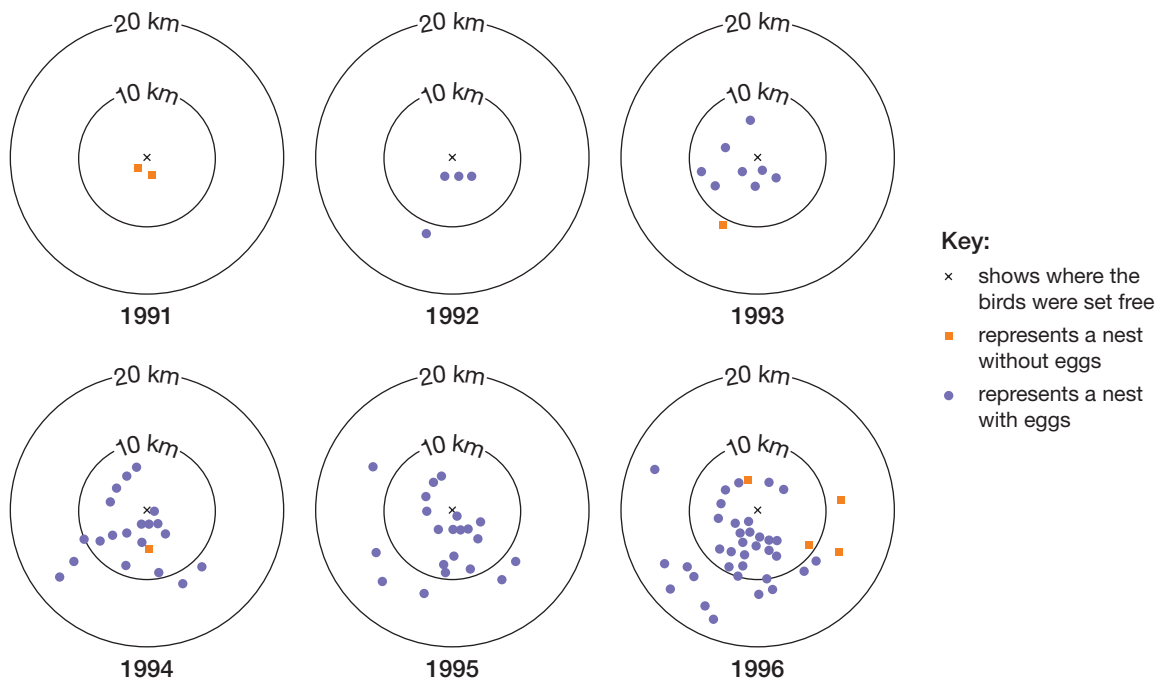 20 km
20 km
20 km
10 km
10 km
10 km
1991
1992
1993
20 km
20 km
20 km
10 km
10 km
10 km
1994
1995
1996
Key:
shows where the
birds were set free
represents a nest
without eggs
represents a nest
with eggs